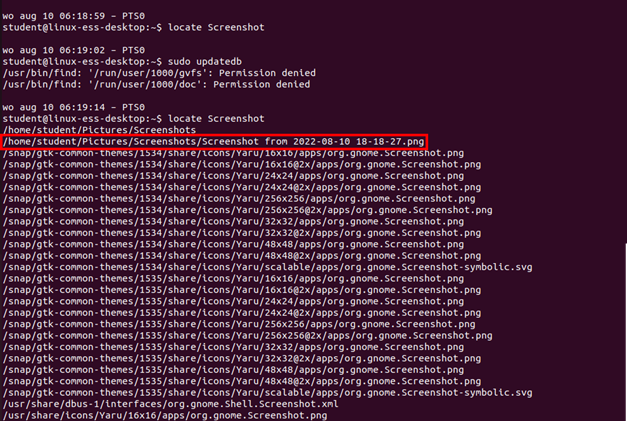 wo aug 10 06:18:59 – PTS0
student@linux-ess-desktop:~$ locate Screenshot
wo aug 10 06:19:02 – PTS0
student@linux-ess-desktop:~$ sudo updatedb
/usr/bin/find: '/run/user/1000/gvfs': Permission denied
/usr/bin/find: '/run/user/1000/doc': Permission denied
wo aug 10 06:19:14 – PTS0
student@linux-ess-desktop:~$ locate Screenshot
/home/student/Pictures/Screenshots
/home/student/Pictures/Screenshots/Screenshot from 2022-08-10 18-18-27.png
/snap/gtk-common-themes/1534/share/icons/Yaru/16x16/apps/org.gnome.Screenshot.png
/snap/gtk-common-themes/1534/share/icons/Yaru/16x16@2x/apps/org.gnome.Screenshot.png
/snap/gtk-common-themes/1534/share/icons/Yaru/24x24/apps/org.gnome.Screenshot.png
/snap/gtk-common-themes/1534/share/icons/Yaru/24x24@2x/apps/org.gnome.Screenshot.png
/snap/gtk-common-themes/1534/share/icons/Yaru/256x256/apps/org.gnome.Screenshot.png
/snap/gtk-common-themes/1534/share/icons/Yaru/256x256@2x/apps/org.gnome.Screenshot.png
/snap/gtk-common-themes/1534/share/icons/Yaru/32x32/apps/org.gnome.Screenshot.png
/snap/gtk-common-themes/1534/share/icons/Yaru/32x32@2x/apps/org.gnome.Screenshot.png
/snap/gtk-common-themes/1534/share/icons/Yaru/48x48/apps/org.gnome.Screenshot.png
/snap/gtk-common-themes/1534/share/icons/Yaru/48x48@2x/apps/org.gnome.Screenshot.png
/snap/gtk-common-themes/1534/share/icons/Yaru/scalable/apps/org.gnome.Screenshot-symbolic.svg
/snap/gtk-common-themes/1535/share/icons/Yaru/16x16/apps/org.gnome.Screenshot.png
/snap/gtk-common-themes/1535/share/icons/Yaru/16x16@2x/apps/org.gnome.Screenshot.png
/snap/gtk-common-themes/1535/share/icons/Yaru/24x24/apps/org.gnome.Screenshot.png
/snap/gtk-common-themes/1535/share/icons/Yaru/24x24@2x/apps/org.gnome.Screenshot.png
/snap/gtk-common-themes/1535/share/icons/Yaru/256x256/apps/org.gnome.Screenshot.png
/snap/gtk-common-themes/1535/share/icons/Yaru/256x256@2x/apps/org.gnome.Screenshot.png
/snap/gtk-common-themes/1535/share/icons/Yaru/32x32/apps/org.gnome.Screenshot.png
/snap/gtk-common-themes/1535/share/icons/Yaru/32x32@2x/apps/org.gnome.Screenshot.png
/snap/gtk-common-themes/1535/share/icons/Yaru/48x48/apps/org.gnome.Screenshot.png
/snap/gtk-common-themes/1535/share/icons/Yaru/48x48@2x/apps/org.gnome.Screenshot.png
/snap/gtk-common-themes/1535/share/icons/Yaru/scalable/apps/org.gnome.Screenshot-symbolic.svg
/usr/share/dbus-1/interfaces/org.gnome.Shell.Screenshot.xml
/usr/share/icons/Yaru/16x16/apps/org.gnome.Screenshot.png